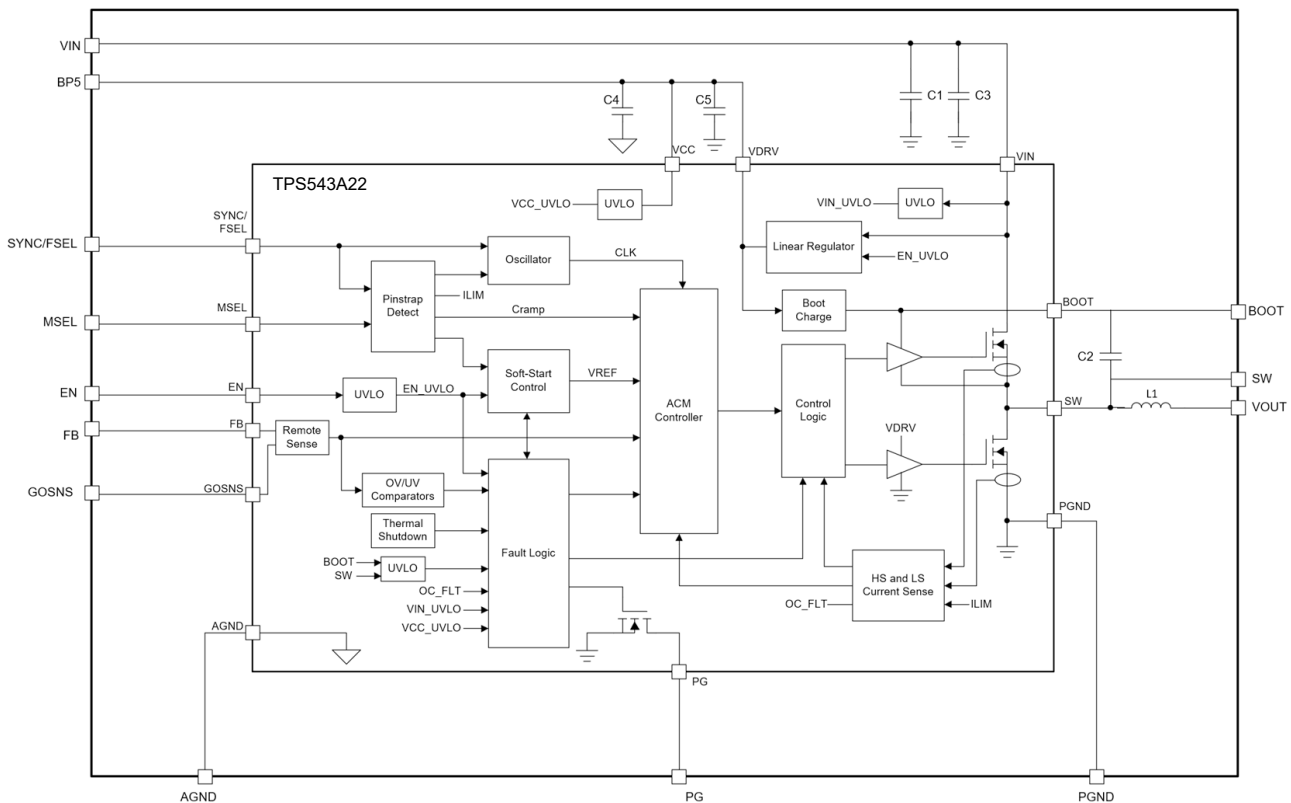 VIN
BP5
C4
C5
C1
C3
VCC
VDRV
VIN
TPS543A22
VCC_UVLO
UVLO
VIN_UVLO
UVLO
SYNC/
FSEL
SYNC/FSEL
Linear Regulator
EN_UVLO
Oscillator
CLK
Pinstrap
Detect
ILIM
Boot
Charge
BOOT
BOOT
MSEL
MSEL
Cramp
C2
Soft-Start
Control
VREF
SW
EN
EN
UVLO
EN_UVLO
ACM
Controller
Control
Logic
SW
L1
VOUT
FB
FB
Remote
Sense
VDRV
GOSNS
GOSNS
OV/UV
Comparators
PGND
Thermal
Shutdown
Fault Logic
BOOT
SW
UVLO
HS and LS
Current Sense
OC_FLT
OC_FLT
ILIM
VIN_UVLO
VCC_UVLO
AGND
PG
AGND
PG
PGND